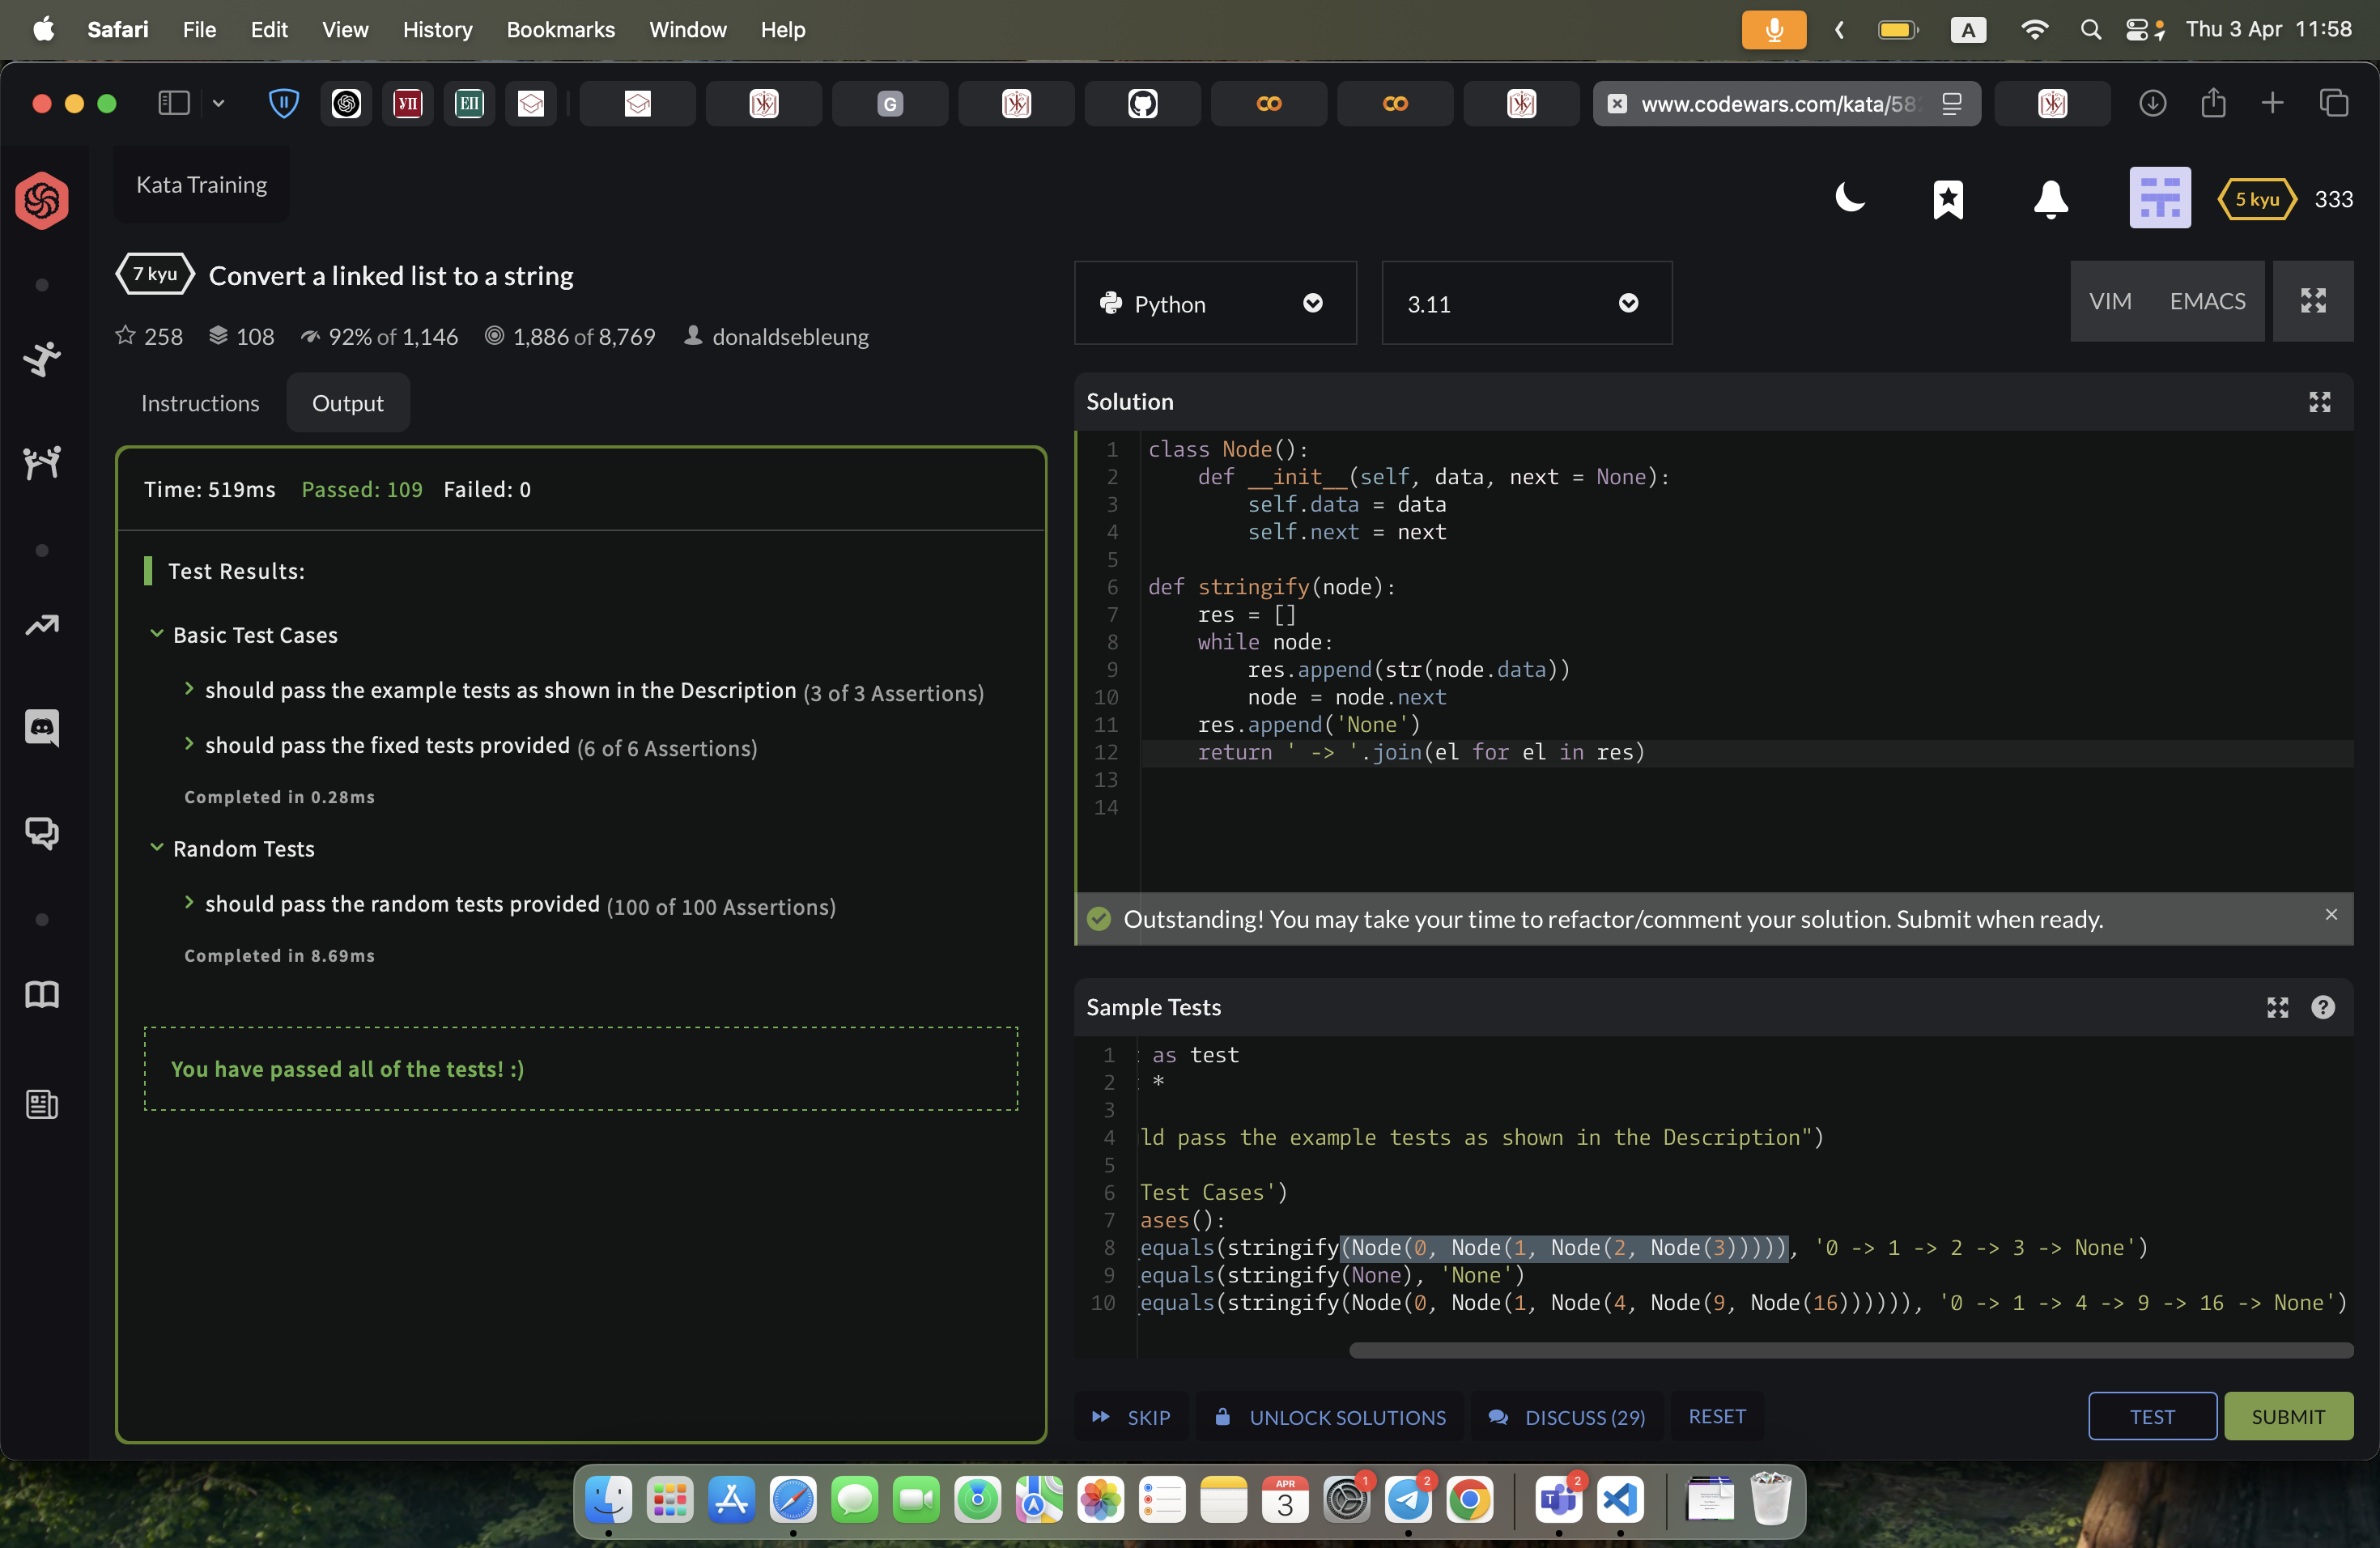 Safari File Edit View History Bookmarks Window Help A Thu 3 Apr 11:58
УП ЕП G www.codewars.com/kata/58
Kata Training
5 kyu 333
7 kyu Convert a linked list to a string
258 108 92% of 1,146 1,886 of 8,769 donaldsebleung
Python 3.11 VIM EMACS
Instructions Output
Time: 519ms Passed: 109 Failed: 0
Test Results:
Basic Test Cases
should pass the example tests as shown in the Description (3 of 3 Assertions)
should pass the fixed tests provided (6 of 6 Assertions)
Completed in 0.28ms
Random Tests
should pass the random tests provided (100 of 100 Assertions)
Completed in 8.69ms
You have passed all of the tests! :)
Solution
1 class Node():
2 def __init__(self, data, next = None):
3 self.data = data
4 self.next = next
5
6 def stringify(node):
7 res = []
8 while node:
9 res.append(str(node.data))
10 node = node.next
11 res.append('None')
12 return ' -> '.join(el for el in res)
13
14
Outstanding! You may take your time to refactor/comment your solution. Submit when ready.
Sample Tests
1 as test
2 *
3
4 ld pass the example tests as shown in the Description")
5
6 Test Cases')
7 ases():
8 equals(stringify(Node(0, Node(1, Node(2, Node(3))))), '0 -> 1 -> 2 -> 3 -> None')
9 equals(stringify(None), 'None')
10 equals(stringify(Node(0, Node(1, Node(4, Node(9, Node(16)))))), '0 -> 1 -> 4 -> 9 -> 16 -> None')
SKIP UNLOCK SOLUTIONS DISCUSS (29) RESET TEST SUBMIT
APR
3
1
2
2